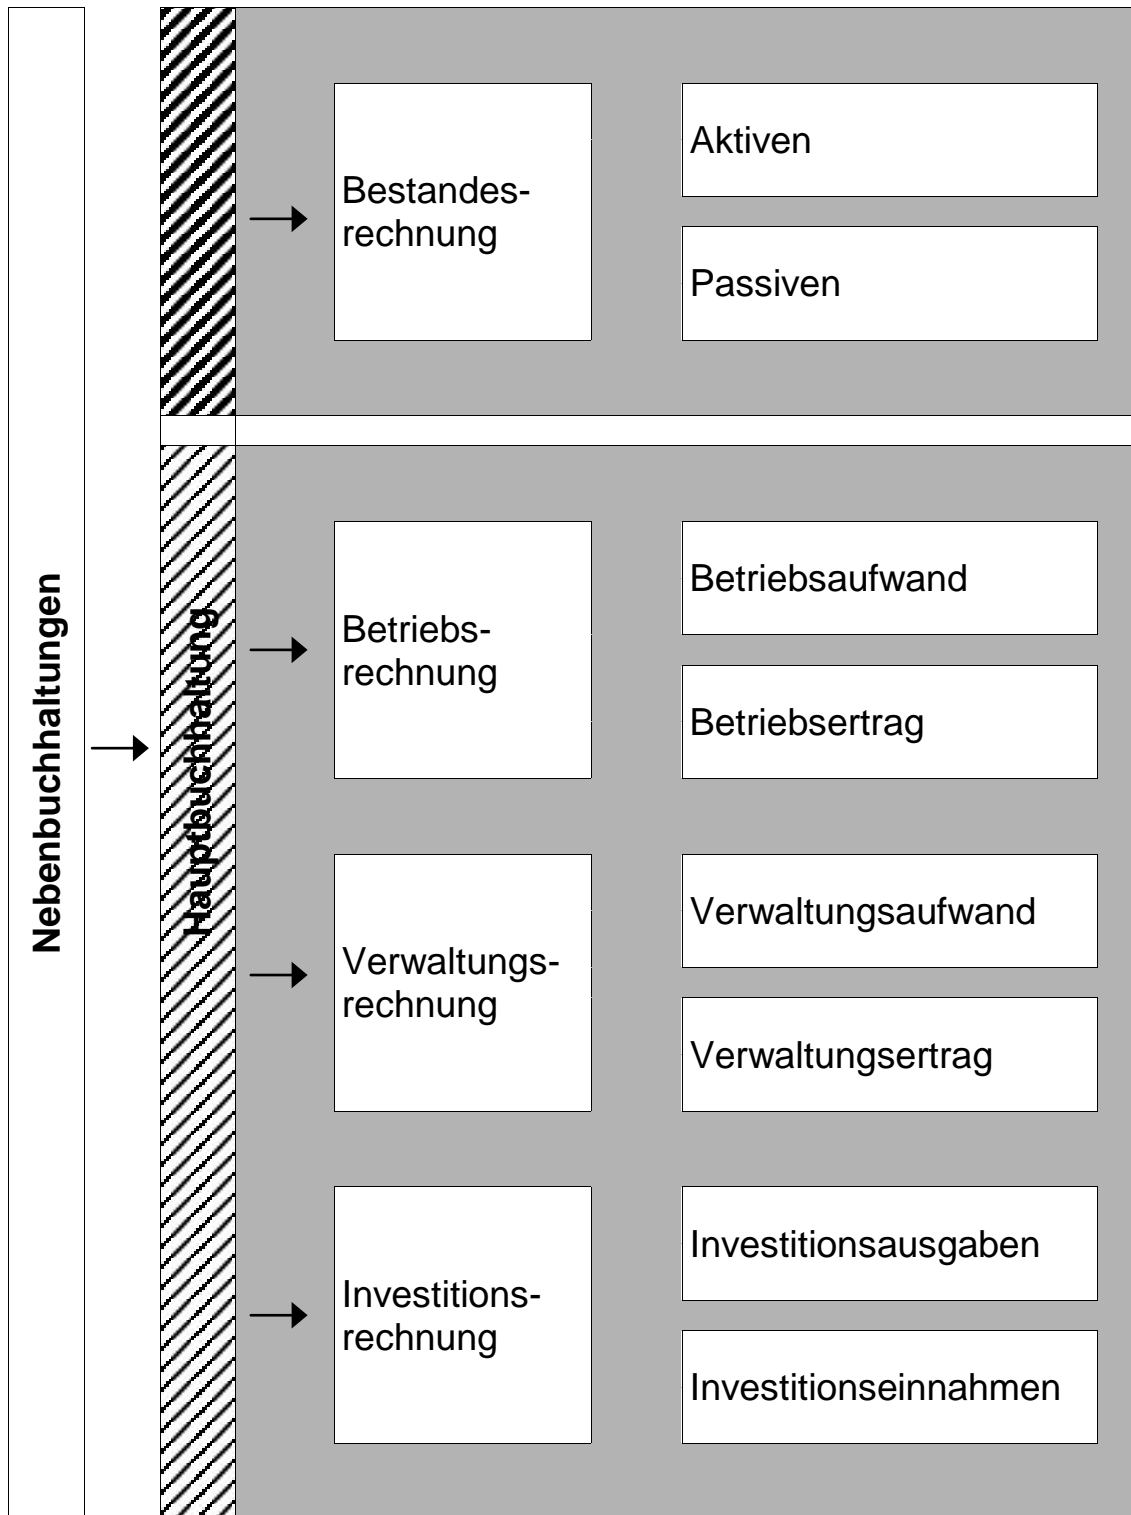 Nebenbuchhaltungen
Hauptbuchhaltung
Bestandes-
rechnung
Aktiven
Passiven
Betriebs-
rechnung
Betriebsaufwand
Betriebsertrag
Verwaltungs-
rechnung
Verwaltungsaufwand
Verwaltungsertrag
Investitions-
rechnung
Investitionsausgaben
Investitionseinnahmen